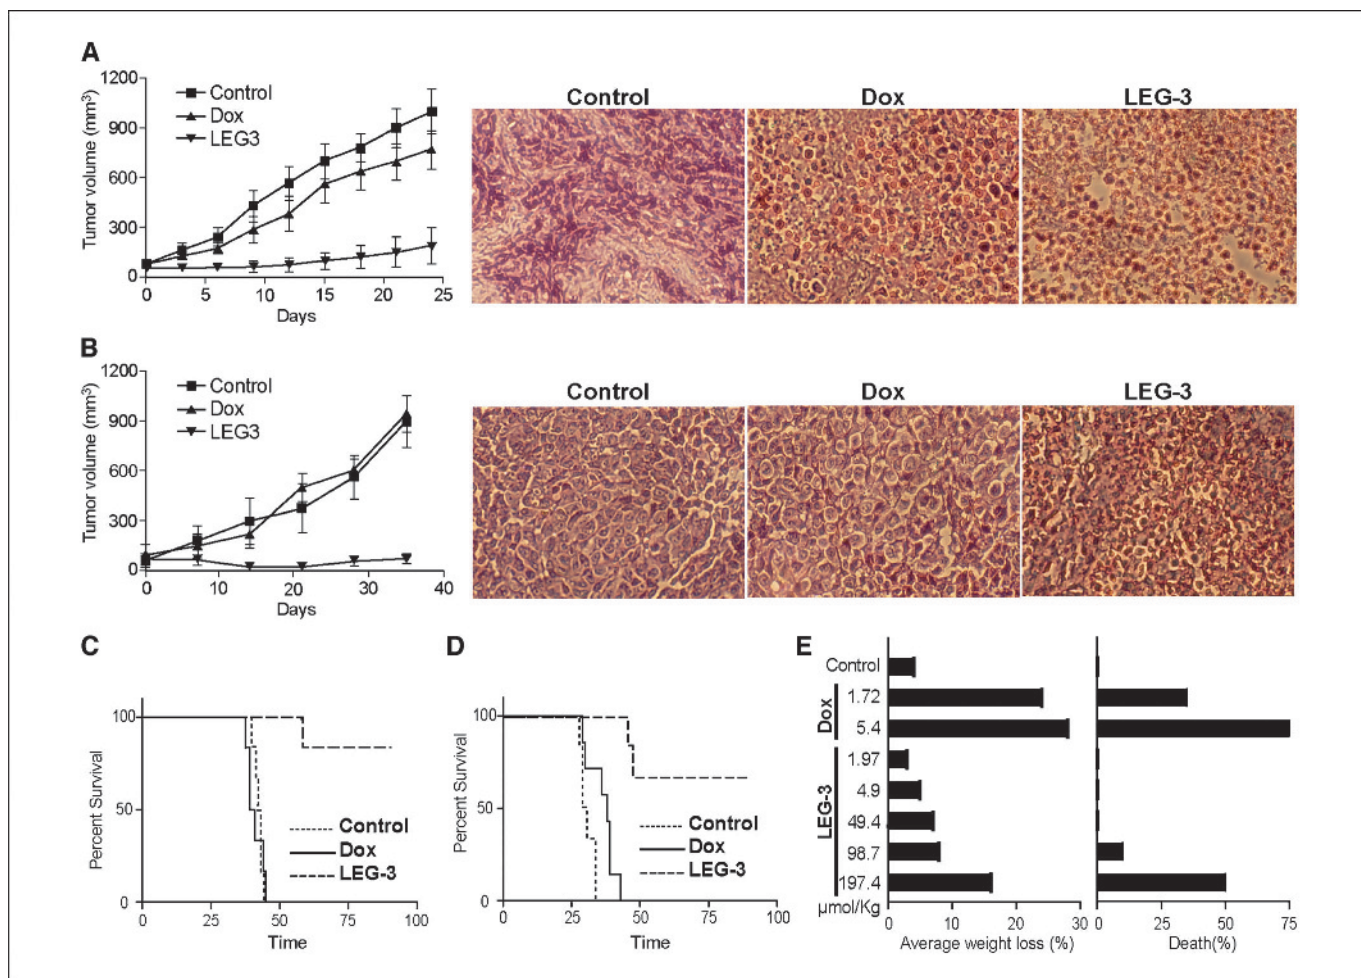 A
Tumor volume (mm³)
1200
900
600
300
0
Control
Dox
LEG3
0 5 10 15 20 25
Days
Control Dox LEG-3
B
Tumor volume (mm³)
1200
900
600
300
0
Control
Dox
LEG3
0 10 20 30 40
Days
Control Dox LEG-3
C
Percent Survival
100
50
0
Control
Dox
LEG-3
0 25 50 75 100
Time
D
Percent Survival
100
50
0
Control
Dox
LEG-3
0 25 50 75 100
Time
E
Control
Dox
1.72
5.4
LEG-3
1.97
4.9
49.4
98.7
197.4
μmol/Kg
0 10 20 30
Average weight loss (%)
0 25 50 75
Death(%)